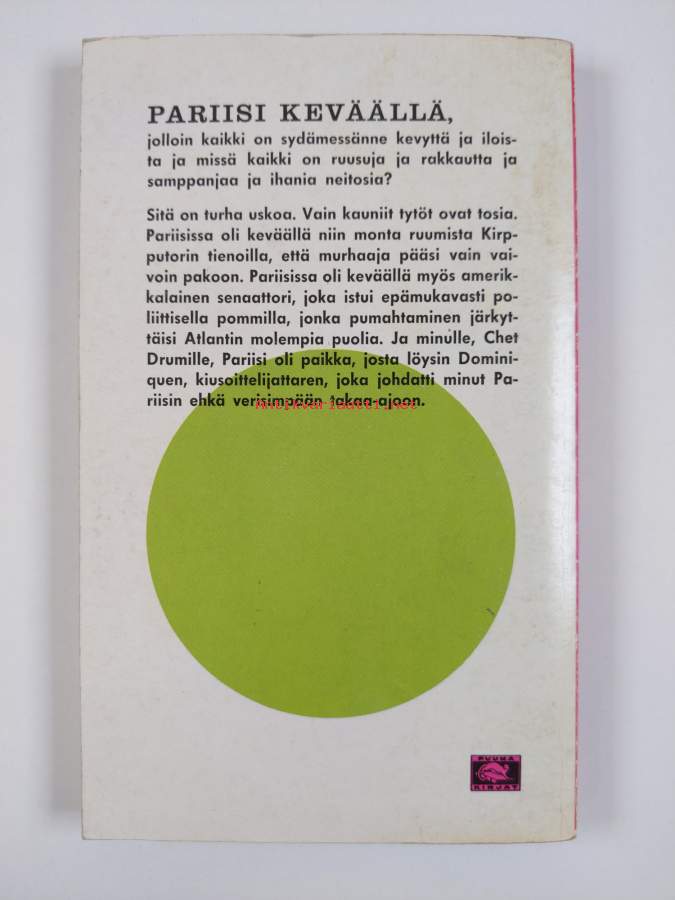 PARIISI KEVÄÄLLÄ,
jolloin kaikki on sydämessänne kevyttä ja ilois-
ta ja missä kaikki on ruusuja ja rakkautta ja
samppanjaa ja ihania neitosia?
Sitä on turha uskoa. Vain kauniit tytöt ovat tosia.
Pariisissa oli keväällä niin monta ruumista Kirp-
putorin tienoilla, että murhaaja pääsi vain vai-
voin pakoon. Pariisissa oli keväällä myös amerik-
kalainen senaattori, joka istui epämukavasti po-
liittisella pommilla, jonka pumahtaminen järkyt-
täisi Atlantin molempia puolia. Ja minulle, Chet
Drumille, Pariisi oli paikka, josta löysin Domini-
quen, kiusoittelijattaren, joka johdatti minut Pa-
riisin ehkä verisimpään takaa-ajoon.
Antikvariaatti.net
PUUMA
KIRJAT